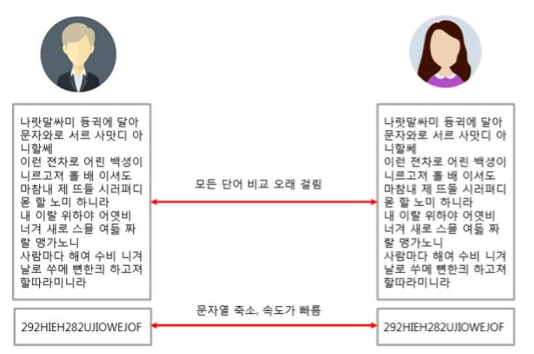 나랏말싸미 듕귁에 달아
문자와로 서르 사맛디 아
니할쎄
이런 젼차로 어린 백셩이
니르고져 홀 배 이셔도
마참내 제 뜨들 시러펴디
몯 할 노미 하니라
내 이랄 위하야 어엿비
너겨 새로 스믈 여듧 짜
랄 맹가노니
사람마다 해여 수비 니겨
날로 쑤메 뼌한킈 하고져
할따라미니라
292HIEH282UJIOWEJOF
모든 단어 비교 오래 걸림
문자열 축소, 속도가 빠름
나랏말싸미 듕귁에 달아
문자와로 서르 사맛디 아
니할쎄
이런 젼차로 어린 백셩이
니르고져 홀 배 이셔도
마참내 제 뜨들 시러펴디
몯 할 노미 하니라
내 이랄 위하야 어엿비
너겨 새로 스믈 여듧 짜
랄 맹가노니
사람마다 해여 수비 니겨
날로 쑤메 뼌한킈 하고져
할따라미니라
292HIEH282UJIOWEJOF